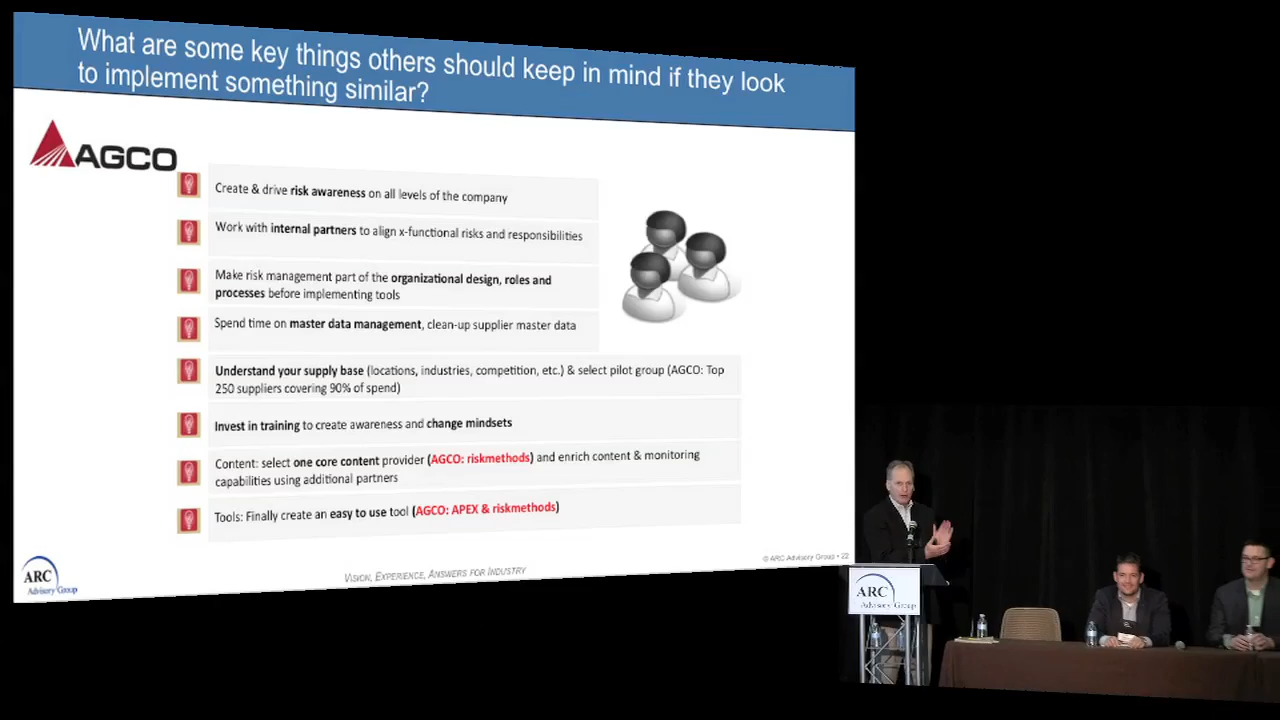 What are some key things others should keep in mind if they look
to implement something similar?
AGCO
Create & drive risk awareness on all levels of the company
Work with internal partners to align x-functional risks and responsibilities
Make risk management part of the organizational design, roles and
processes before implementing tools
Spend time on master data management, clean-up supplier master data
Understand your supply base (locations, industries, competition, etc.) & select pilot group (AGCO: Top
250 suppliers covering 90% of spend)
Invest in training to create awareness and change mindsets
Content: select one core content provider (AGCO: riskmethods) and enrich content & monitoring
capabilities using additional partners
Tools: Finally create an easy to use tool (AGCO: APEX & riskmethods)
ARC
Advisory Group
VISION, EXPERIENCE, ANSWERS FOR INDUSTRY
© ARC Advisory Group • 22
ARC
Advisory Group